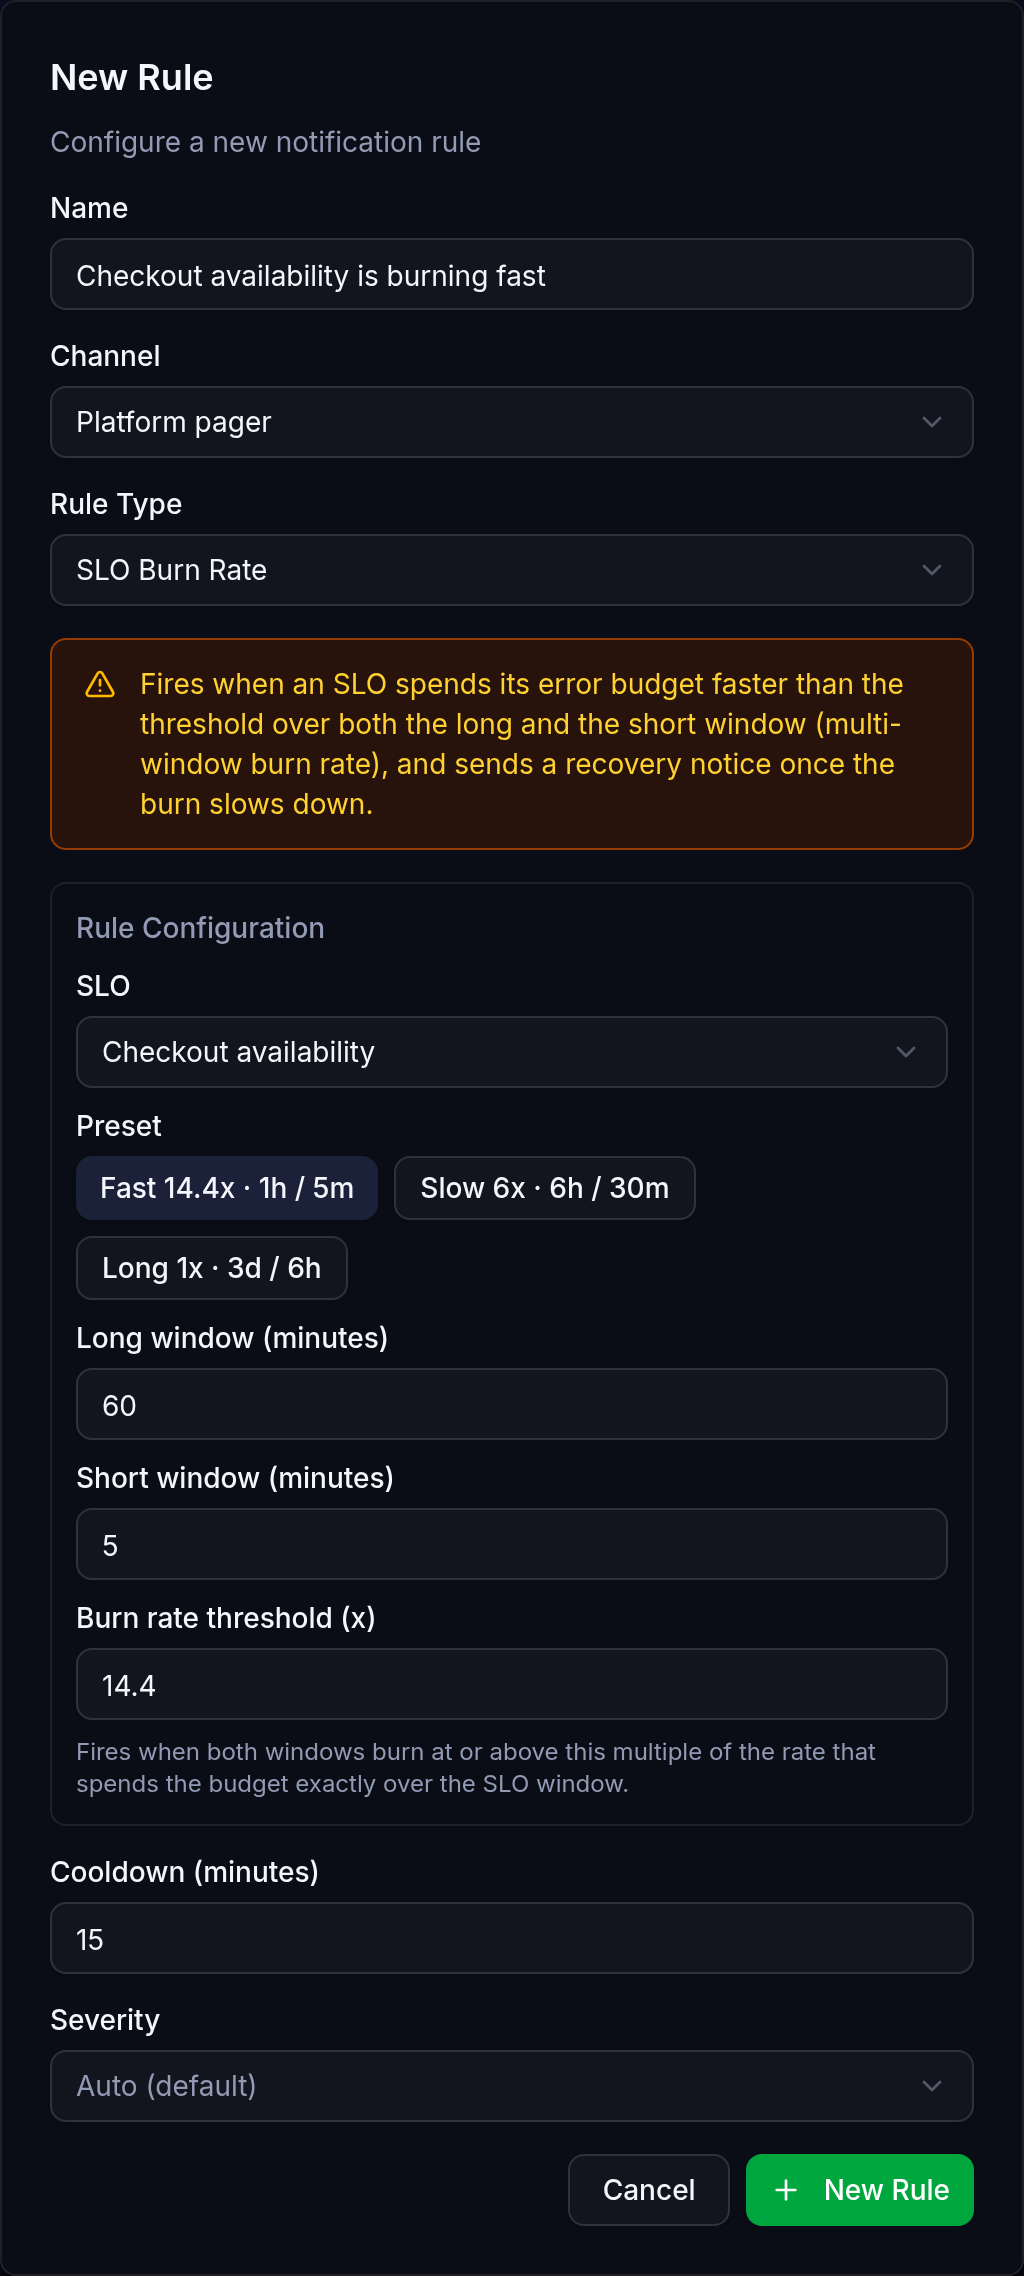 New Rule
Configure a new notification rule
Name
Checkout availability is burning fast
Channel
Platform pager
Rule Type
SLO Burn Rate
Fires when an SLO spends its error budget faster than the
threshold over both the long and the short window (multi-
window burn rate), and sends a recovery notice once the
burn slows down.
Rule Configuration
SLO
Checkout availability
Preset
Fast 14.4x · 1h / 5m
Slow 6x · 6h / 30m
Long 1x · 3d / 6h
Long window (minutes)
60
Short window (minutes)
5
Burn rate threshold (x)
14.4
Fires when both windows burn at or above this multiple of the rate that
spends the budget exactly over the SLO window.
Cooldown (minutes)
15
Severity
Auto (default)
Cancel
New Rule